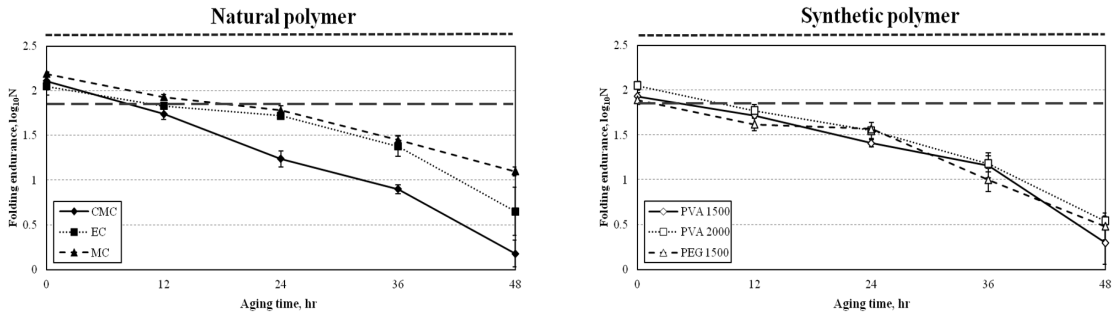 Natural polymer
Folding endurance, log10N
2.5
2
1.5
1
0.5
0
CMC
EC
MC
0 12 24 36 48
Aging time, hr
Synthetic polymer
Folding endurance, log10N
2.5
2
1.5
1
0.5
0
PVA 1500
PVA 2000
PEG 1500
0 12 24 36 48
Aging time, hr